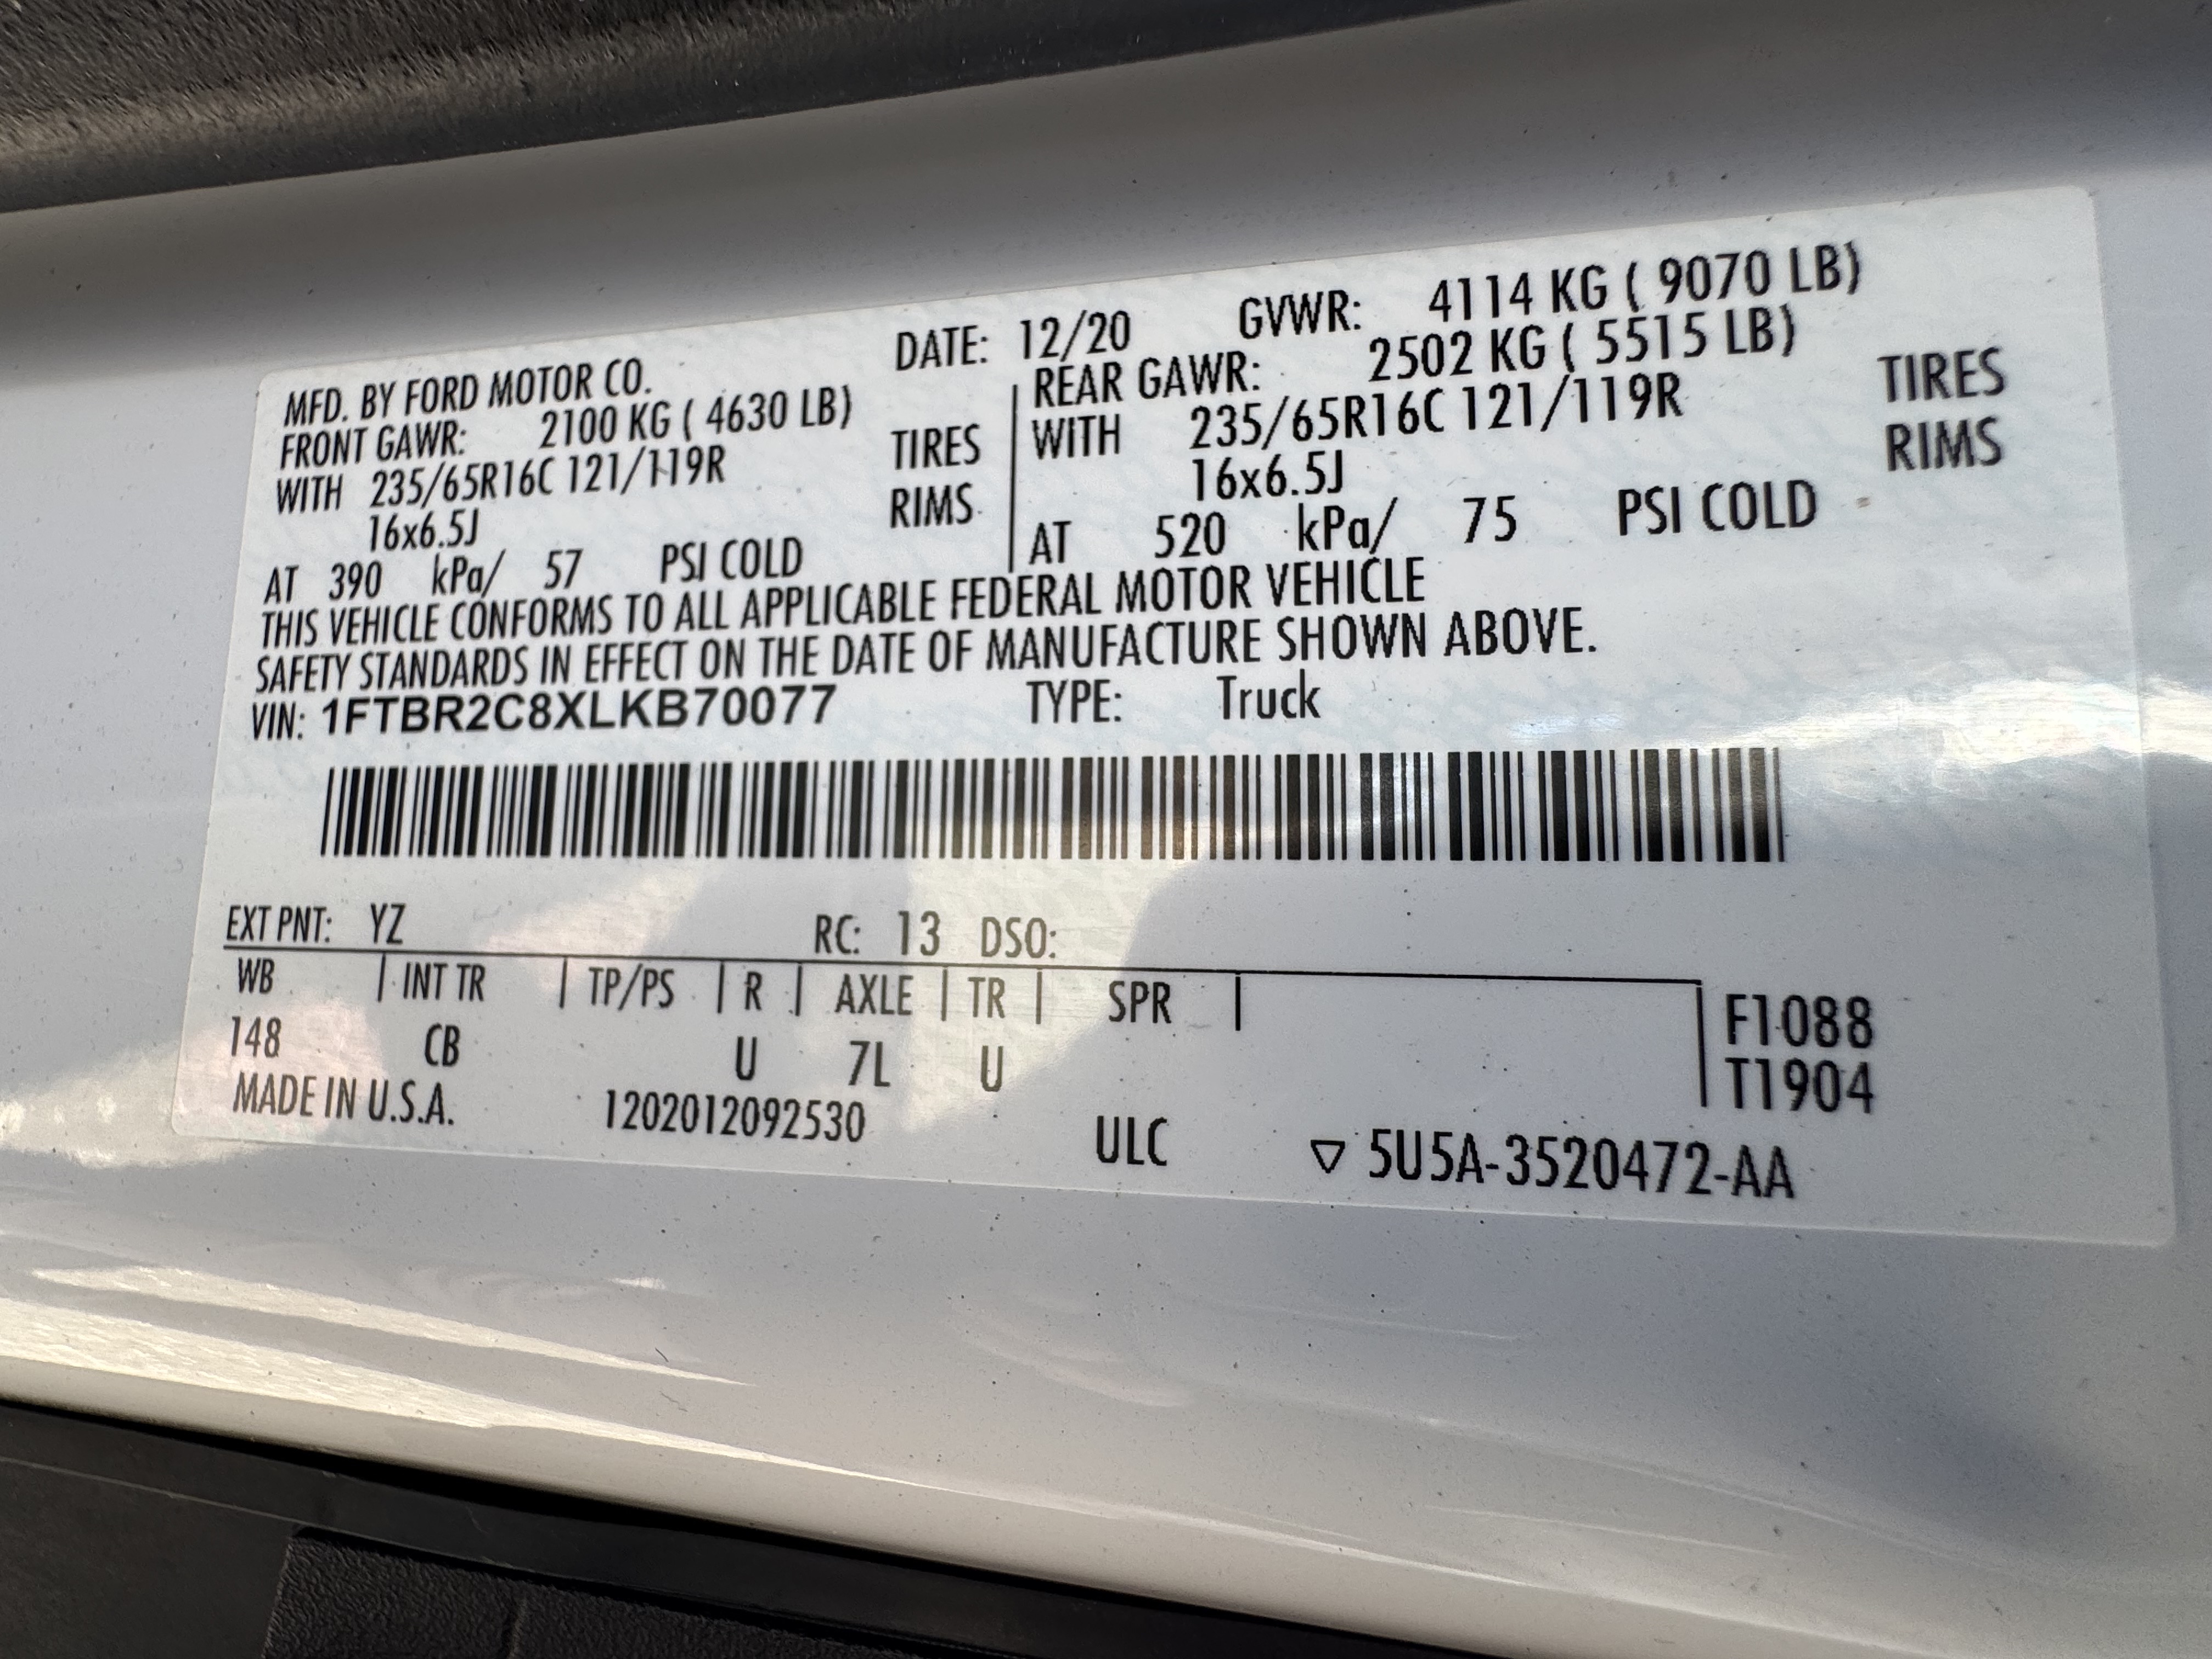 MFD. BY FORD MOTOR CO. DATE: 12/20 GVWR: 4114 KG ( 9070 LB)
FRONT GAWR: 2100 KG ( 4630 LB) REAR GAWR: 2502 KG ( 5515 LB)
WITH 235/65R16C 121/119R TIRES WITH 235/65R16C 121/119R TIRES
16x6.5J RIMS 16x6.5J RIMS
AT 390 kPa/ 57 PSI COLD AT 520 kPa/ 75 PSI COLD
THIS VEHICLE CONFORMS TO ALL APPLICABLE FEDERAL MOTOR VEHICLE
SAFETY STANDARDS IN EFFECT ON THE DATE OF MANUFACTURE SHOWN ABOVE.
VIN: 1FTBR2C8XLKB70077 TYPE: Truck
EXT PNT: YZ RC: 13 DSO:
WB | INT TR | TP/PS | R | AXLE | TR | SPR | F1088
148 CB U 7L U T1904
MADE IN U.S.A. 1202012092530 ULC ▽ 5U5A-3520472-AA